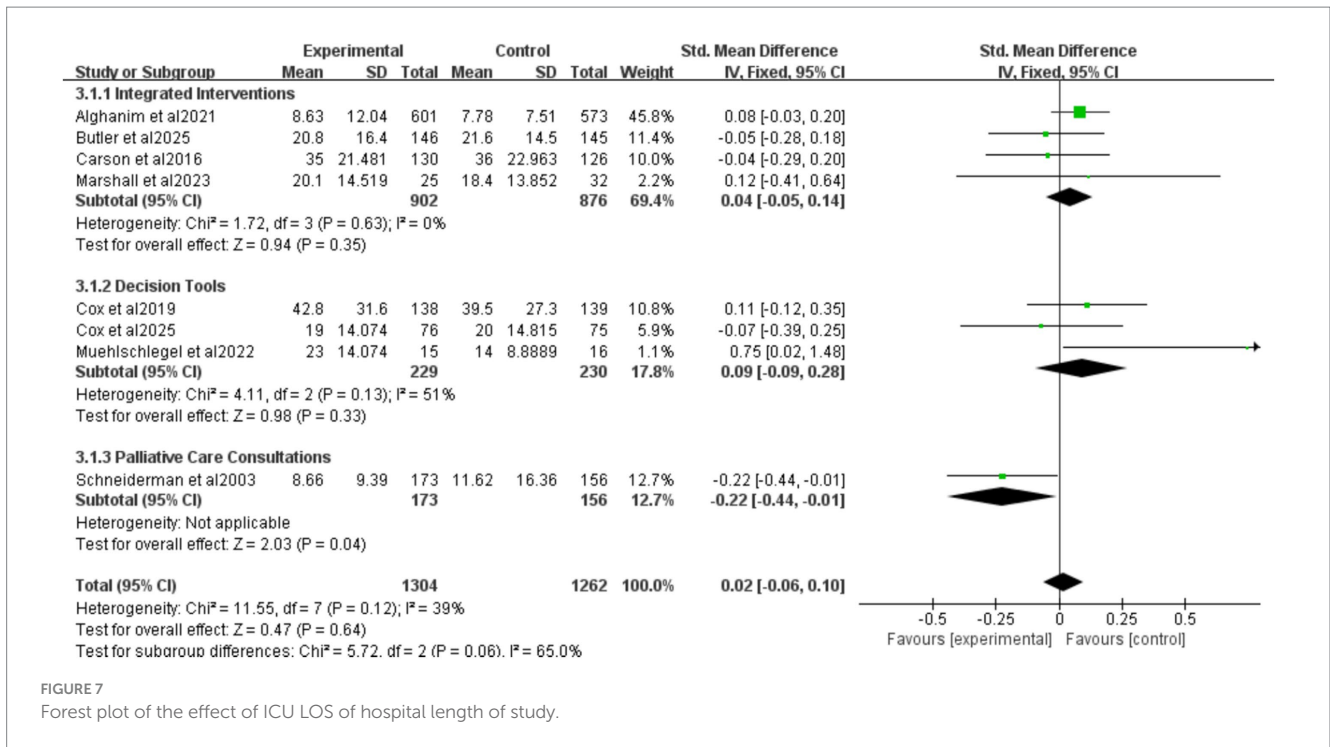 Experimental Control Std. Mean Difference Std. Mean Difference
Study or Subgroup Mean SD Total Mean SD Total Weight IV, Fixed, 95% CI IV, Fixed, 95% CI
3.1.1 Integrated Interventions
Alghanim et al2021 8.63 12.04 601 7.78 7.51 573 45.8% 0.08 [-0.03, 0.20]
Butler et al2025 20.8 16.4 146 21.6 14.5 145 11.4% -0.05 [-0.28, 0.18]
Carson et al2016 35 21.481 130 36 22.963 126 10.0% -0.04 [-0.29, 0.20]
Marshall et al2023 20.1 14.519 25 18.4 13.852 32 2.2% 0.12 [-0.41, 0.64]
Subtotal (95% CI) 902 876 69.4% 0.04 [-0.05, 0.14]
Heterogeneity: Chi² = 1.72, df = 3 (P = 0.63); I² = 0%
Test for overall effect: Z = 0.94 (P = 0.35)
3.1.2 Decision Tools
Cox et al2019 42.8 31.6 138 39.5 27.3 139 10.8% 0.11 [-0.12, 0.35]
Cox et al2025 19 14.074 76 20 14.815 75 5.9% -0.07 [-0.39, 0.25]
Muehlschlegel et al2022 23 14.074 15 14 8.8889 16 1.1% 0.75 [0.02, 1.48]
Subtotal (95% CI) 229 230 17.8% 0.09 [-0.09, 0.28]
Heterogeneity: Chi² = 4.11, df = 2 (P = 0.13); I² = 51%
Test for overall effect: Z = 0.98 (P = 0.33)
3.1.3 Palliative Care Consultations
Schneiderman et al2003 8.66 9.39 173 11.62 16.36 156 12.7% -0.22 [-0.44, -0.01]
Subtotal (95% CI) 173 156 12.7% -0.22 [-0.44, -0.01]
Heterogeneity: Not applicable
Test for overall effect: Z = 2.03 (P = 0.04)
Total (95% CI) 1304 1262 100.0% 0.02 [-0.06, 0.10]
Heterogeneity: Chi² = 11.55, df = 7 (P = 0.12); I² = 39%
Test for overall effect: Z = 0.47 (P = 0.64)
Test for subgroup differences: Chi² = 5.72, df = 2 (P = 0.06), I² = 65.0%
-0.5 -0.25 0 0.25 0.5
Favours [experimental] Favours [control]
FIGURE 7
Forest plot of the effect of ICU LOS of hospital length of study.